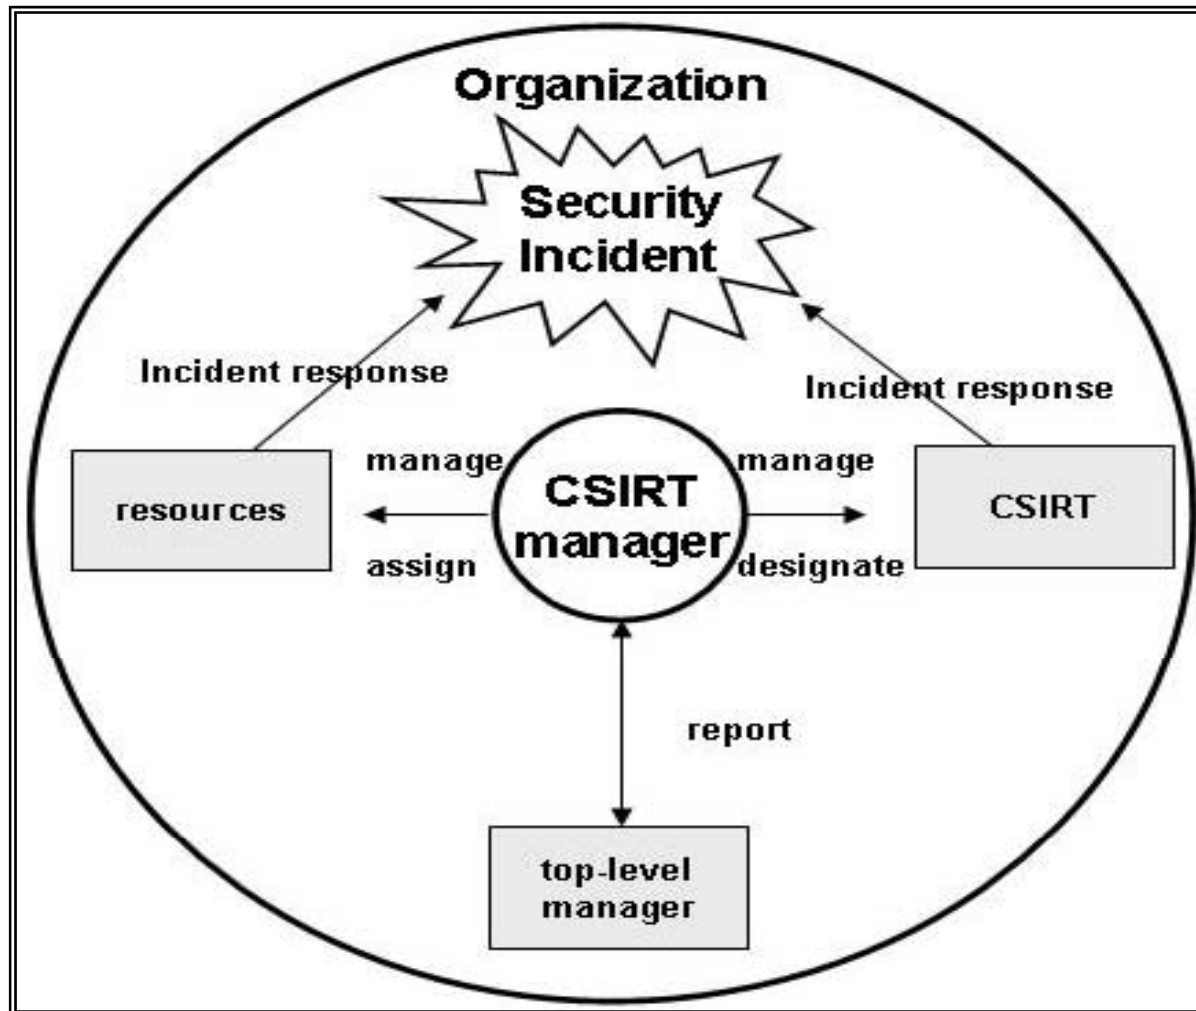 Organization
Security
Incident
Incident response
Incident response
manage
manage
resources
CSIRT
manager
CSIRT
assign
designate
report
top-level
manager